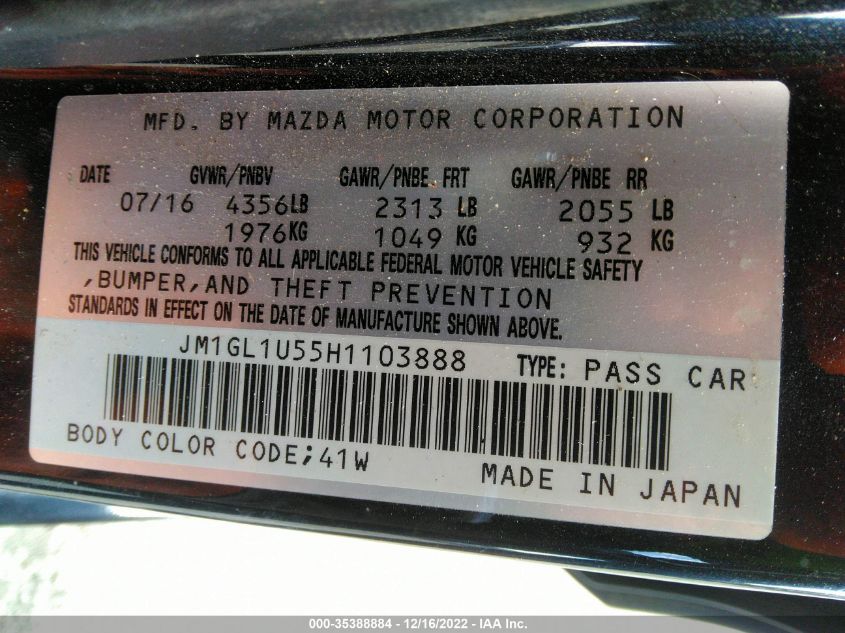 MFD. BY MAZDA MOTOR CORPORATION
DATE GVWR/PNBV GAWR/PNBE FRT GAWR/PNBE RR
07/16 4356LB 2313 LB 2055 LB
1976KG 1049 KG 932 KG
THIS VEHICLE CONFORMS TO ALL APPLICABLE FEDERAL MOTOR VEHICLE SAFETY
,BUMPER,AND THEFT PREVENTION
STANDARDS IN EFFECT ON THE DATE OF MANUFACTURE SHOWN ABOVE.
JM1GL1U55H1103888 TYPE: PASS CAR
BODY COLOR CODE;41W
MADE IN JAPAN
000-35388884 - 12/16/2022 - IAA Inc.